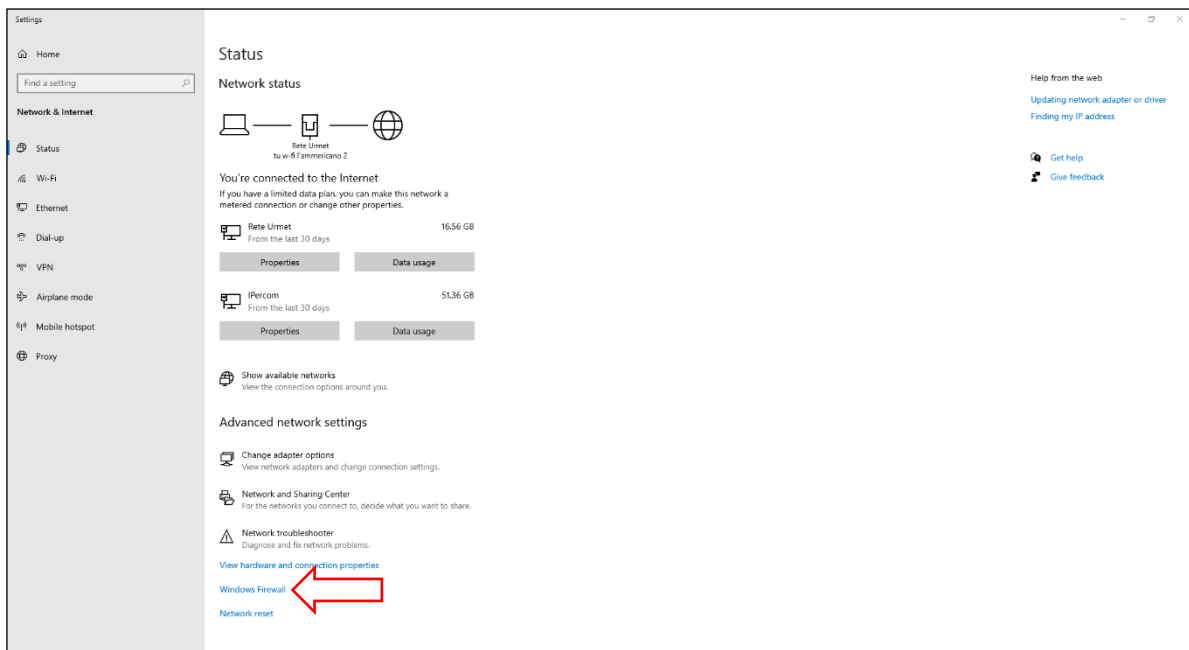 Settings
Home
Find a setting
Network & Internet
Status
Wi-Fi
Ethernet
Dial-up
VPN
Airplane mode
Mobile hotspot
Proxy
Status
Network status
Rete Urmet
tu w-fi l'ammericano 2
You're connected to the Internet
If you have a limited data plan, you can make this network a
metered connection or change other properties.
Rete Urmet 16.56 GB
From the last 30 days
Properties Data usage
IPercom 51.36 GB
From the last 30 days
Properties Data usage
Show available networks
View the connection options around you.
Advanced network settings
Change adapter options
View network adapters and change connection settings.
Network and Sharing Center
For the networks you connect to, decide what you want to share.
Network troubleshooter
Diagnose and fix network problems.
View hardware and connection properties
Windows Firewall
Network reset
Help from the web
Updating network adapter or driver
Finding my IP address
Get help
Give feedback